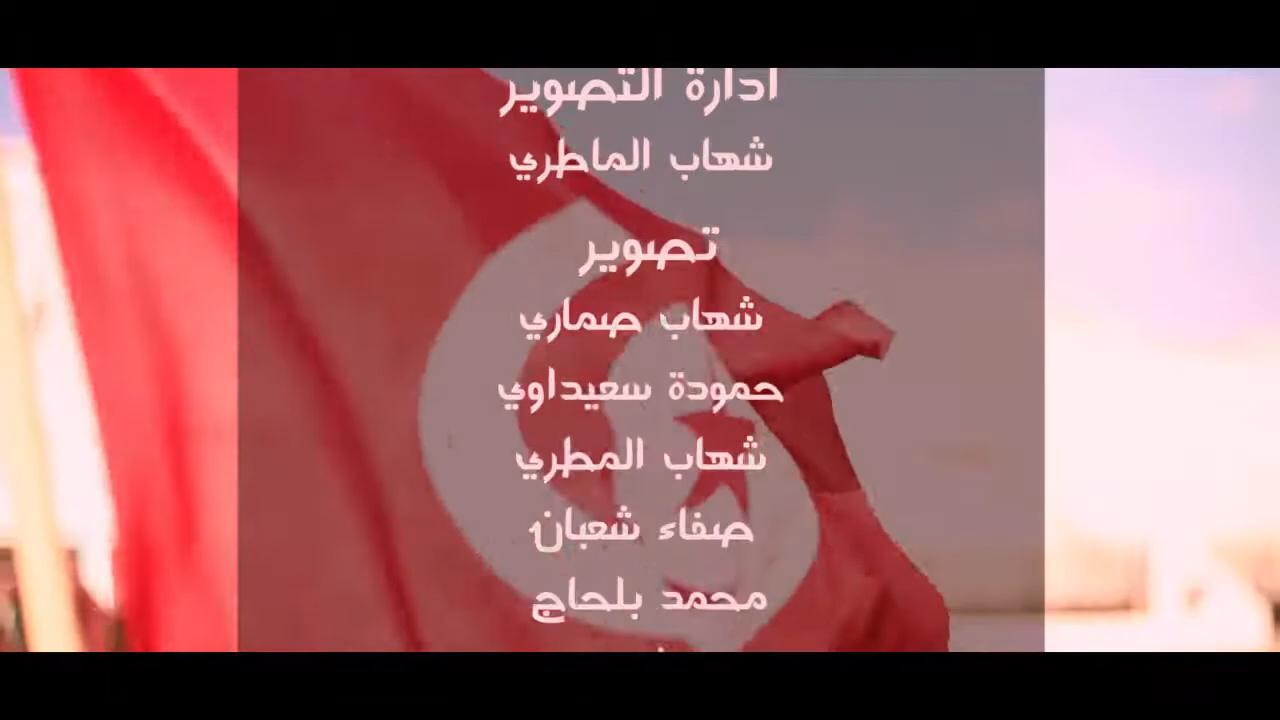 ادارة التصوير
شهاب الماطري
تصوير
شهاب صماري
حمودة سعيداوي
شهاب المطري
صفاء شعبان
محمد بلحاج